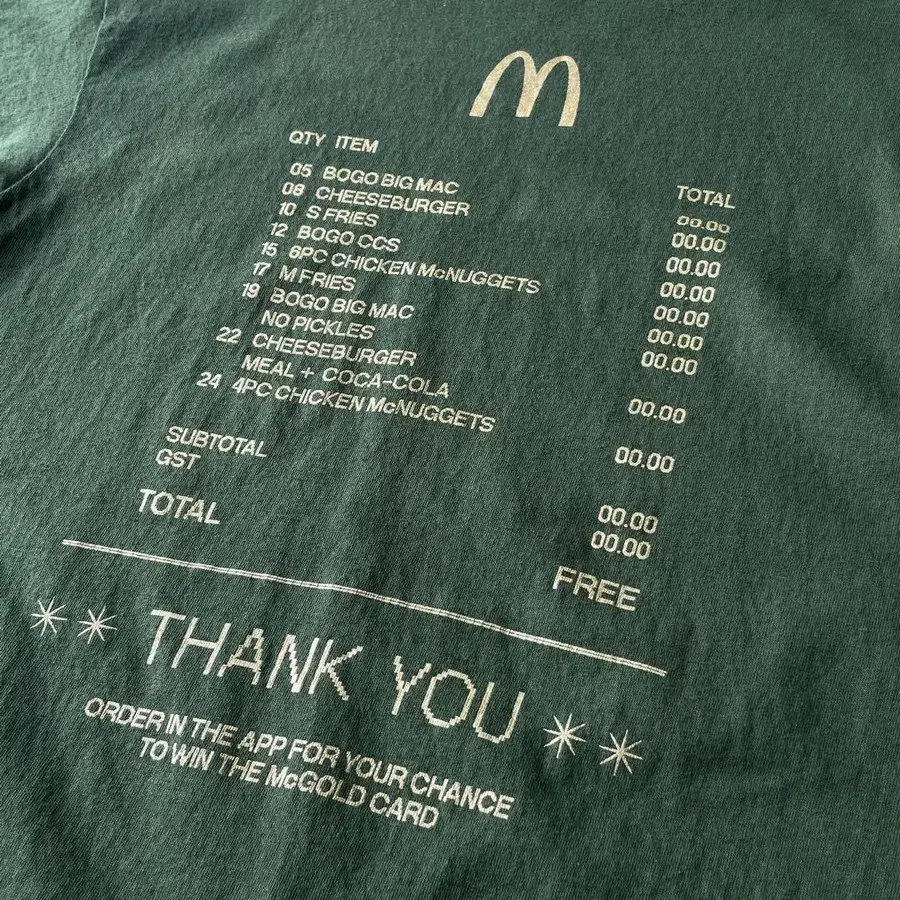 QTY ITEM TOTAL
05 BOGO BIG MAC 00.00
08 CHEESEBURGER 00.00
10 S FRIES 00.00
12 BOGO CCS 00.00
15 6PC CHICKEN McNUGGETS 00.00
17 M FRIES 00.00
19 BOGO BIG MAC 00.00
NO PICKLES
22 CHEESEBURGER 00.00
MEAL + COCA-COLA
24 4PC CHICKEN McNUGGETS 00.00
SUBTOTAL 00.00
GST 00.00
TOTAL FREE
** THANK YOU **
ORDER IN THE APP FOR YOUR CHANCE
TO WIN THE McGOLD CARD